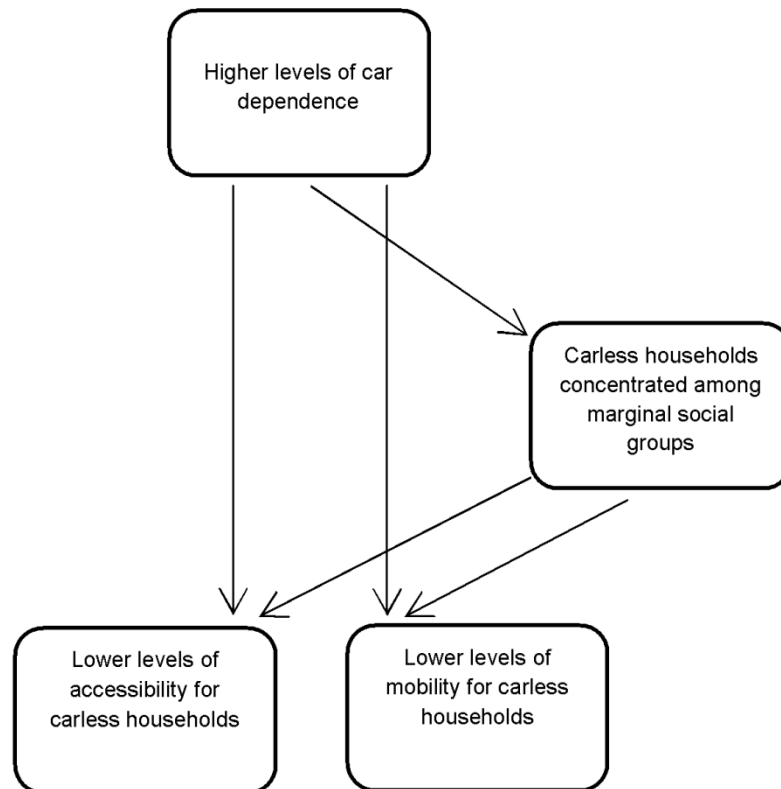 Higher levels of car
dependence
Carless households
concentrated among
marginal social
groups
Lower levels of
accessibility for
carless households
Lower levels of
mobility for carless
households